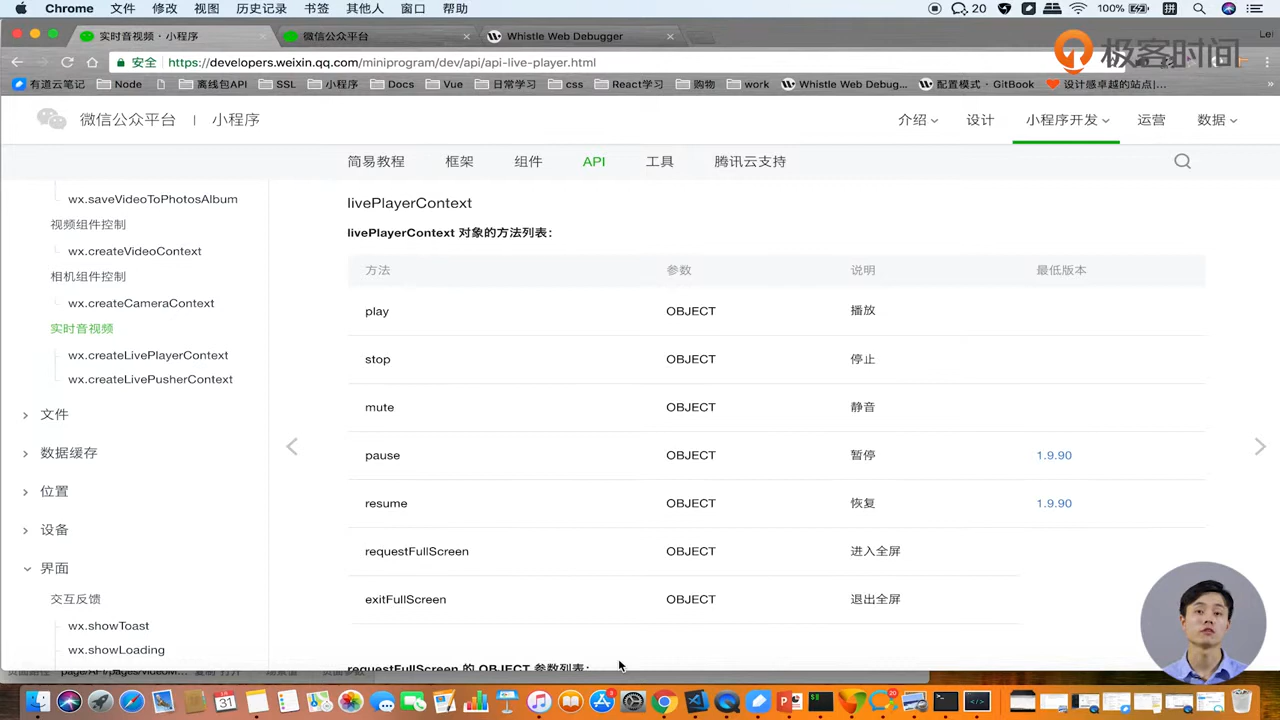 Chrome 文件 修改 视图 历史记录 书签 其他人 窗口 帮助 20 100% 拼
实时音视频 · 小程序 微信公众平台 Whistle Web Debugger Lei
安全 https://developers.weixin.qq.com/miniprogram/dev/api/api-live-player.html
极客时间
有道云笔记 Node 离线包API SSL 小程序 Docs Vue 日常学习 css React学习 购物 work Whistle Web Debug... 配置模式 · GitBook 设计感卓越的站点|... »
微信公众平台 | 小程序 介绍 设计 小程序开发 运营 数据
简易教程 框架 组件 API 工具 腾讯云支持
wx.saveVideoToPhotosAlbum
视频组件控制
wx.createVideoContext
相机组件控制
wx.createCameraContext
实时音视频
wx.createLivePlayerContext
wx.createLivePusherContext
文件
数据缓存
位置
设备
界面
交互反馈
wx.showToast
wx.showLoading
livePlayerContext
livePlayerContext 对象的方法列表：
方法 参数 说明 最低版本
play OBJECT 播放
stop OBJECT 停止
mute OBJECT 静音
pause OBJECT 暂停 1.9.90
resume OBJECT 恢复 1.9.90
requestFullScreen OBJECT 进入全屏
exitFullScreen OBJECT 退出全屏
requestFullScreen 的 OBJECT 参数列表：
31
3
20